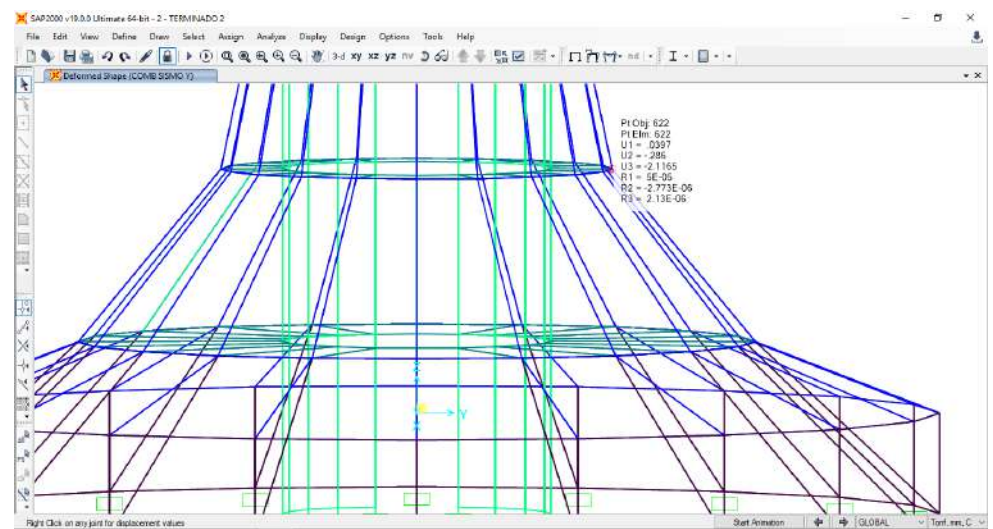 SAP2000 v19.0.0 Ultimate 64-bit - 2 - TERMINADO 2
File Edit View Define Draw Select Assign Analyze Display Design Options Tools Help
3-d xy xz yz nv
nd
Deformed Shape (COMB SISMO Y)
Pt Obj: 622
Pt Elm: 622
U1 = .0397
U2 = -.286
U3 = -2.1165
R1 = 5E-05
R2 = -2.773E-06
R3 = 2.13E-06
Y
Right Click on any joint for displacement values
Start Animation
GLOBAL
Tonf, mm, C